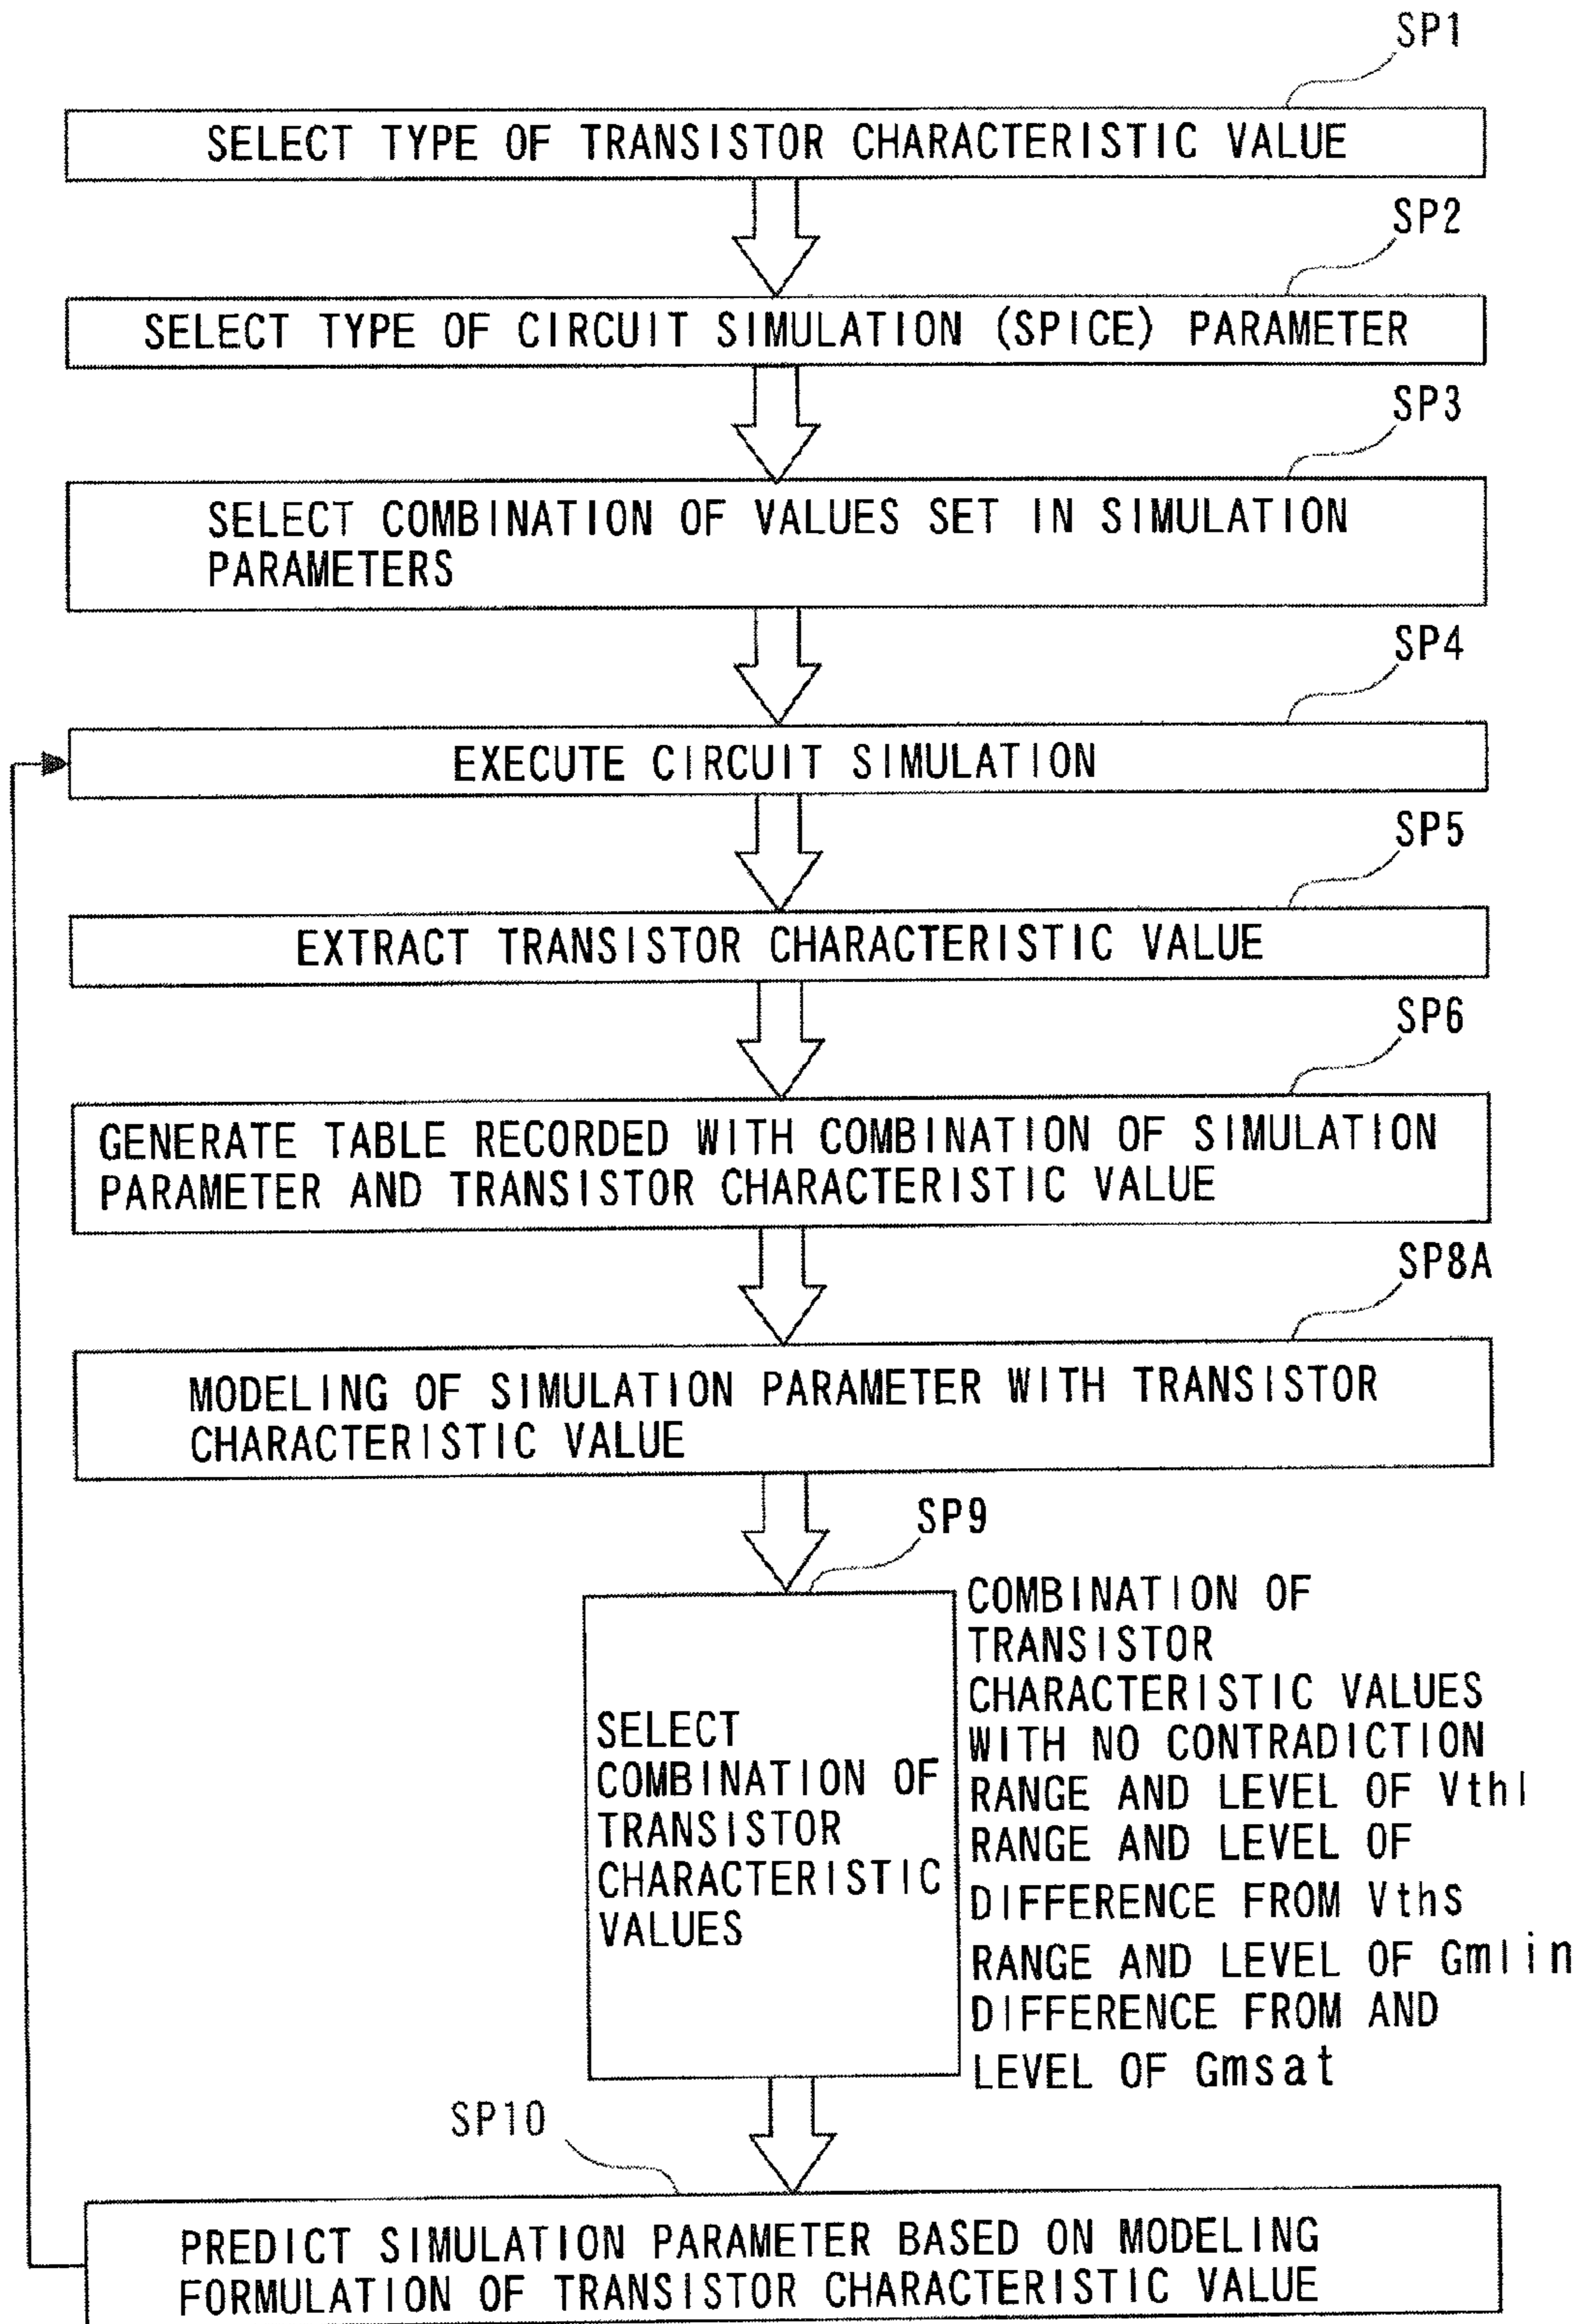 SP1
SELECT TYPE OF TRANSISTOR CHARACTERISTIC VALUE
SP2
SELECT TYPE OF CIRCUIT SIMULATION (SPICE) PARAMETER
SP3
SELECT COMBINATION OF VALUES SET IN SIMULATION
PARAMETERS
SP4
EXECUTE CIRCUIT SIMULATION
SP5
EXTRACT TRANSISTOR CHARACTERISTIC VALUE
SP6
GENERATE TABLE RECORDED WITH COMBINATION OF SIMULATION
PARAMETER AND TRANSISTOR CHARACTERISTIC VALUE
SP8A
MODELING OF SIMULATION PARAMETER WITH TRANSISTOR
CHARACTERISTIC VALUE
SP9
SELECT
COMBINATION OF
TRANSISTOR
CHARACTERISTIC
VALUES
COMBINATION OF
TRANSISTOR
CHARACTERISTIC VALUES
WITH NO CONTRADICTION
RANGE AND LEVEL OF Vthl
RANGE AND LEVEL OF
DIFFERENCE FROM Vths
RANGE AND LEVEL OF Gmlin
DIFFERENCE FROM AND
LEVEL OF Gmsat
SP10
PREDICT SIMULATION PARAMETER BASED ON MODELING
FORMULATION OF TRANSISTOR CHARACTERISTIC VALUE